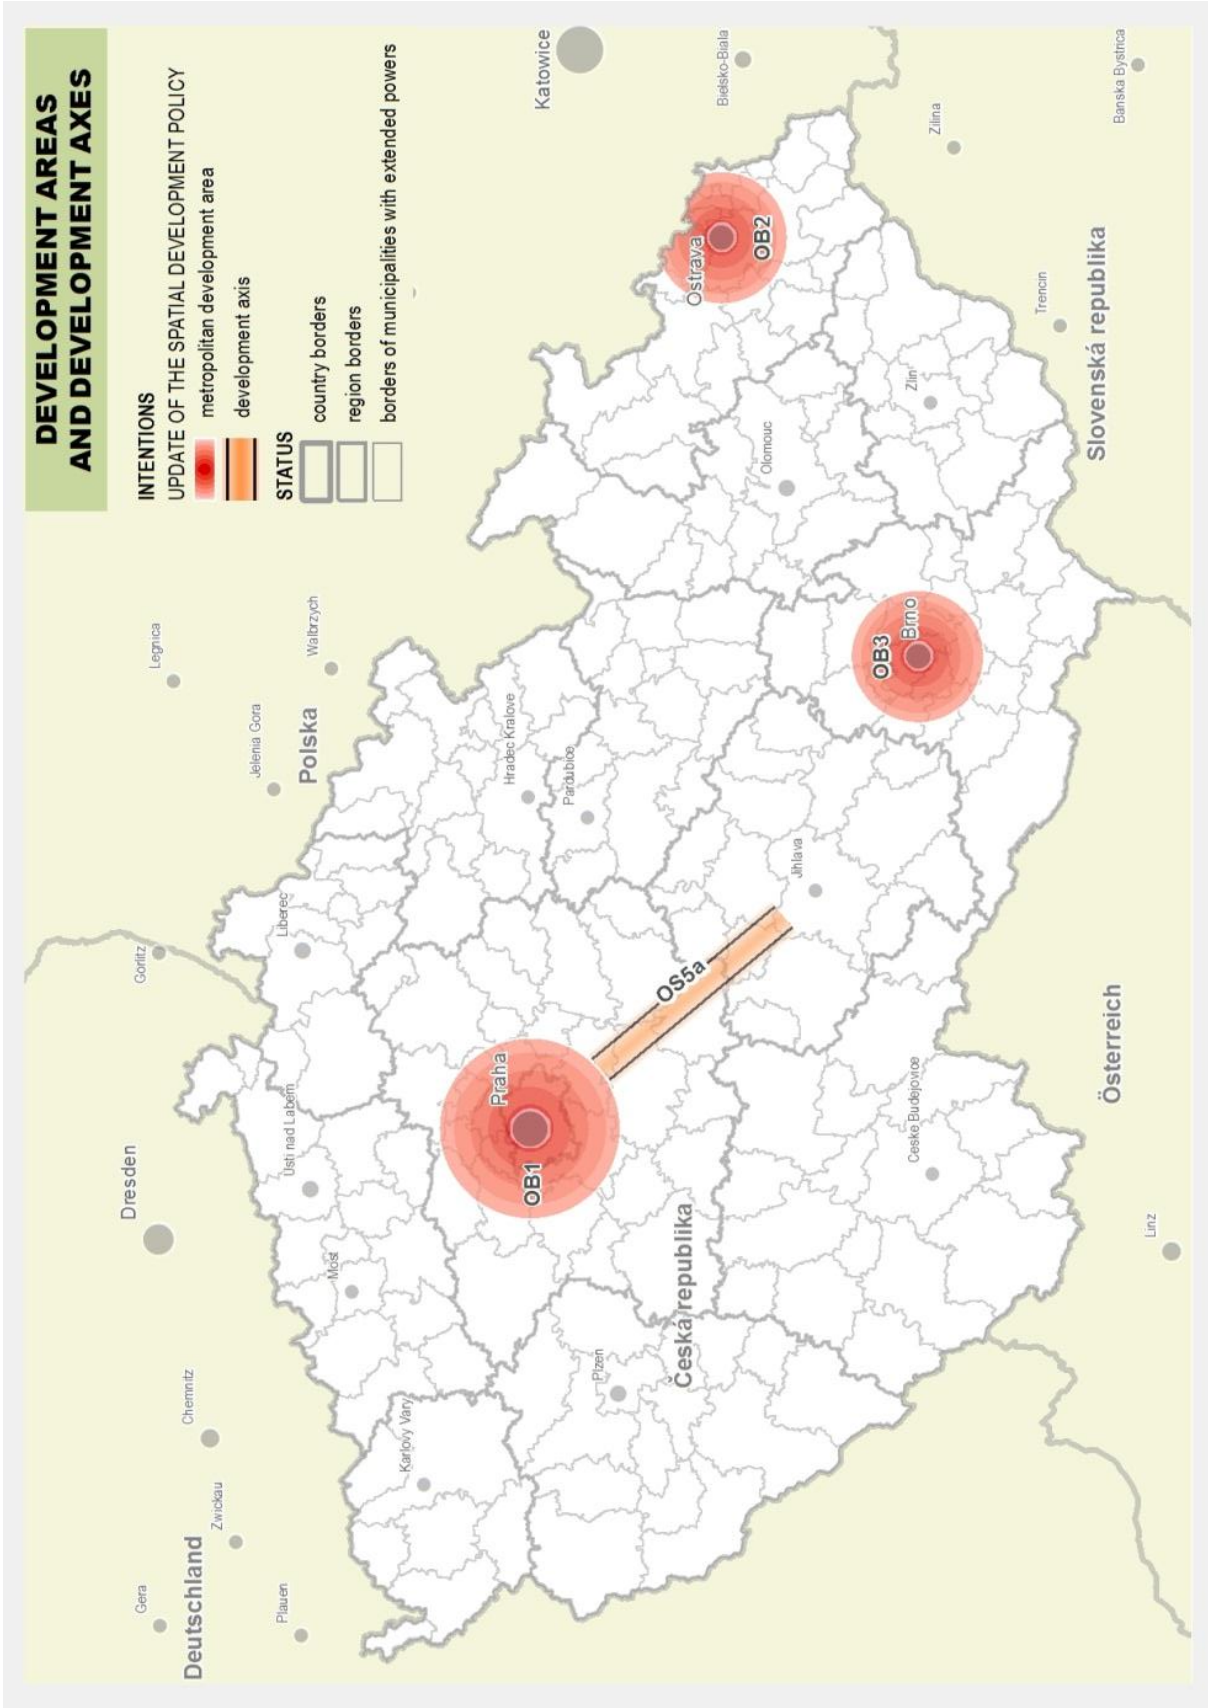 DEVELOPMENT AREAS
AND DEVELOPMENT AXES
INTENTIONS
UPDATE OF THE SPATIAL DEVELOPMENT POLICY
metropolitan development area
development axis
STATUS
country borders
region borders
borders of municipalities with extended powers
Gera
Deutschland
Zwickau
Plauen
Chemnitz
Dresden
Görlitz
Legnica
Jelenia Gora
Walbrzych
Polska
Katowice
Bielsko-Biala
Zilina
Banska Bystrica
Liberec
Usti nad Labem
Most
Karlovy Vary
Praha
OB1
Hradec Kralove
Pardubice
Plzen
Česká republika
OS5a
Jihlava
Ostrava
OB2
Olomouc
OB3
Brno
Zlin
Trencin
Slovenská republika
Ceske Budejovice
Österreich
Linz